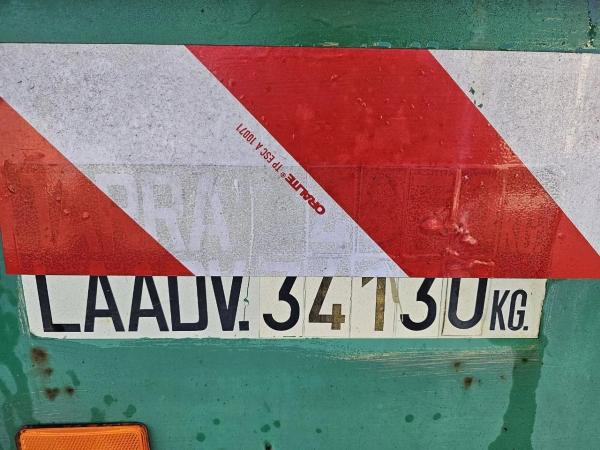 ORALITE® TP ESC A 10071
LAADV. 34130 KG.